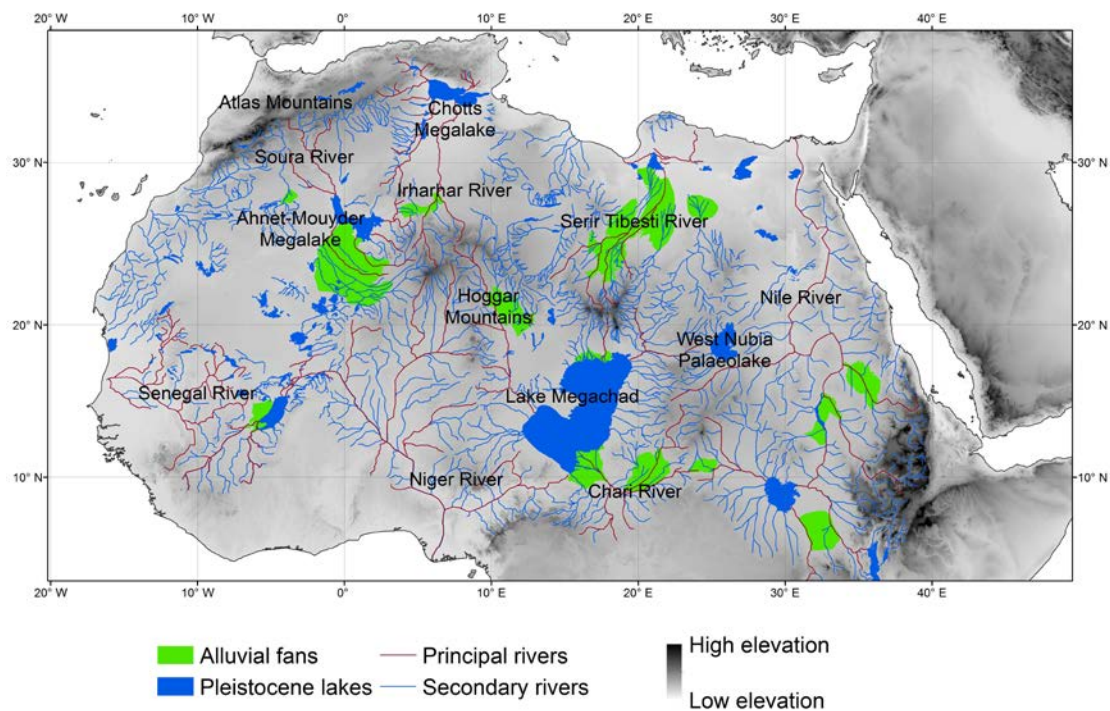 20° W
10° W
0°
10° E
20° E
30° E
40° E
Atlas Mountains
Chotts
Megalake
Soura River
30° N
30° N
Irharhar River
Ahnet-Mouyder
Megalake
Serir Tibesti River
Hoggar
Mountains
Nile River
20° N
20° N
West Nubia
Palaeolake
Senegal River
Lake Megachad
Niger River
Chari River
10° N
10° N
20° W
10° W
0°
10° E
20° E
30° E
40° E
Alluvial fans
Principal rivers
High elevation
Pleistocene lakes
Secondary rivers
Low elevation